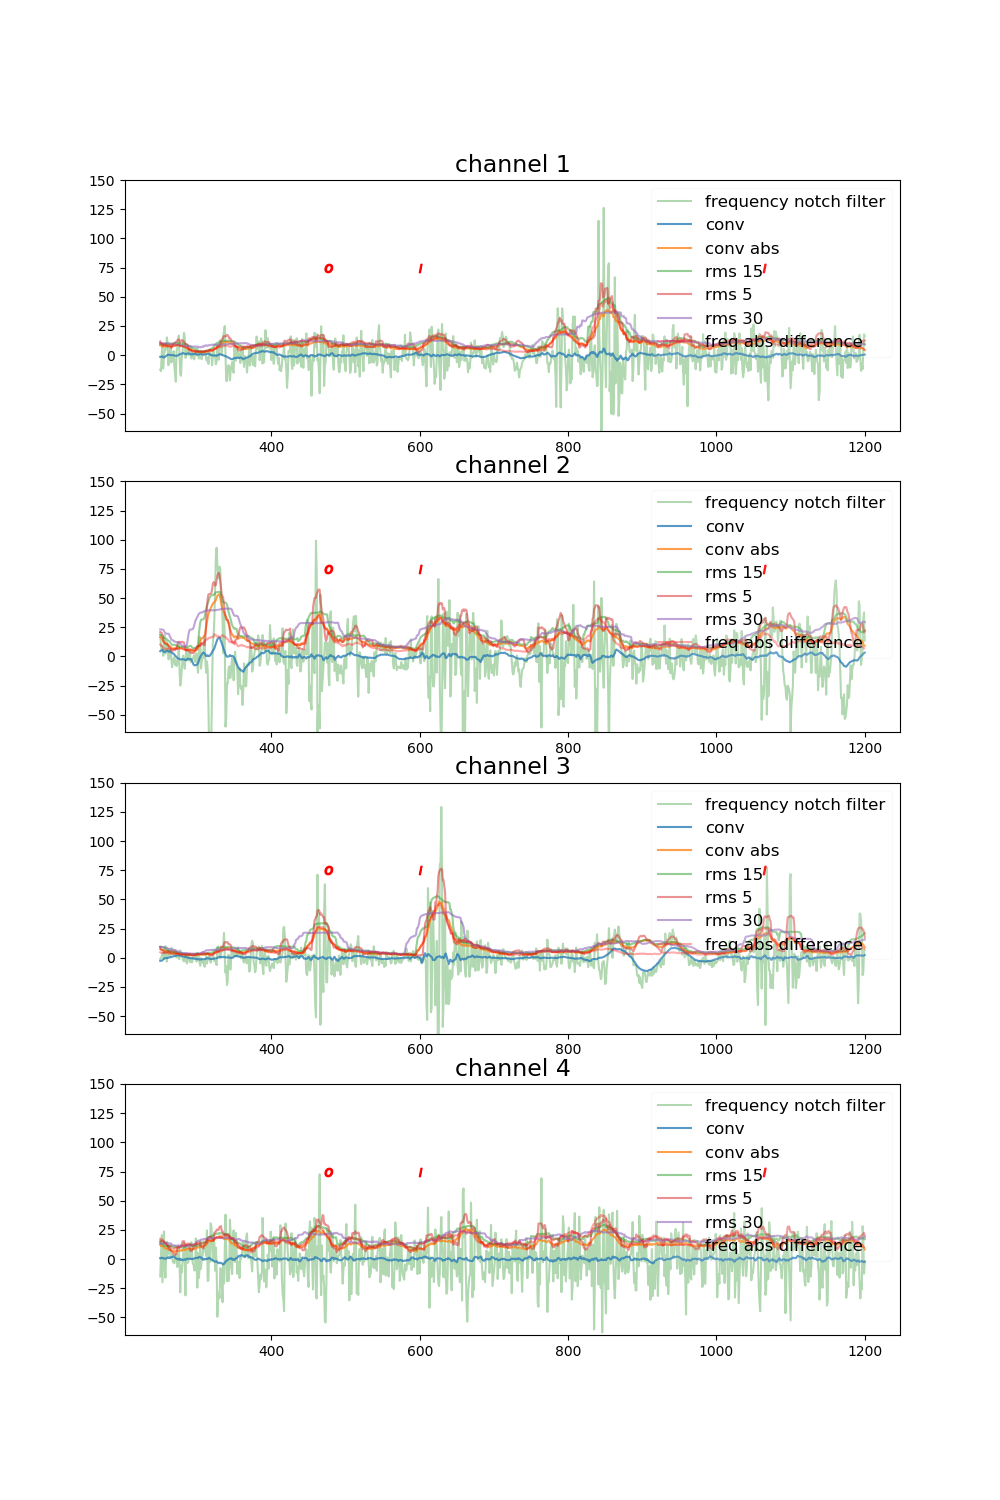 channel 1
150
125
100
75
50
25
0
−25
−50
o
l
l
frequency notch filter
conv
conv abs
rms 15
rms 5
rms 30
freq abs difference
400 600 800 1000 1200
channel 2
150
125
100
75
50
25
0
−25
−50
o
l
l
frequency notch filter
conv
conv abs
rms 15
rms 5
rms 30
freq abs difference
400 600 800 1000 1200
channel 3
150
125
100
75
50
25
0
−25
−50
o
l
l
frequency notch filter
conv
conv abs
rms 15
rms 5
rms 30
freq abs difference
400 600 800 1000 1200
channel 4
150
125
100
75
50
25
0
−25
−50
o
l
l
frequency notch filter
conv
conv abs
rms 15
rms 5
rms 30
freq abs difference
400 600 800 1000 1200